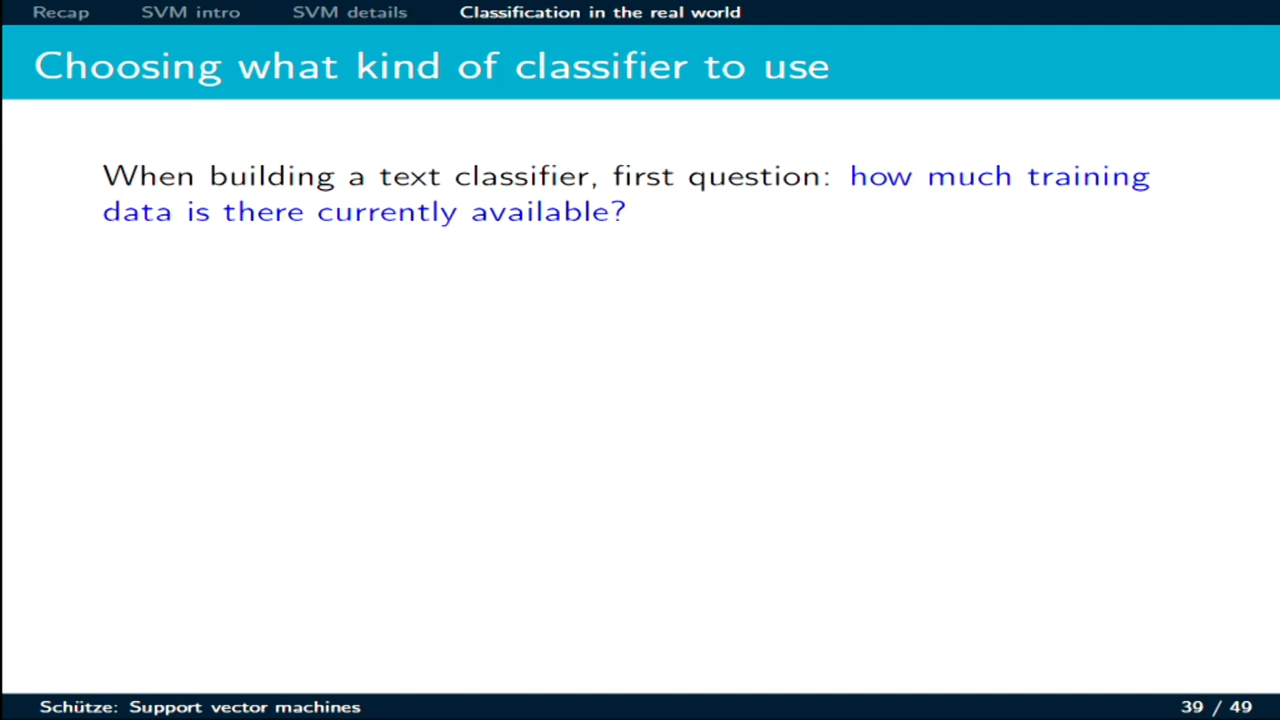 Recap SVM intro SVM details Classification in the real world
Choosing what kind of classifier to use
When building a text classifier, first question: how much training
data is there currently available?
Schütze: Support vector machines 39 / 49